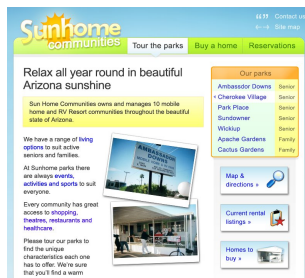 Contact us
Site map
Sunhome
communities
Tour the parks
Buy a home
Reservations
Relax all year round in beautiful
Arizona sunshine
Sun Home Communities owns and manages 10 mobile
home and RV Resort communities throughout the beautiful
state of Arizona.
We have a range of living
options to suit active
seniors and families.
At Sunhome parks there
are always events,
activities and sports to suit
everyone.
Every community has great
access to shopping,
theatres, restaurants and
healthcare.
Please tour our parks to
find the unique
characteristics each one
has to offer. We're sure
that you'll find a warm
AMBASSADOR
DOWNS
Our parks
Ambassdor Downs Senior
Cherokee Village Senior
Park Place Senior
Sundowner Senior
Wickiup Senior
Apache Gardens Family
Cactus Gardens Family
Map &
directions »
Current rental
listings »
Homes to
buy »